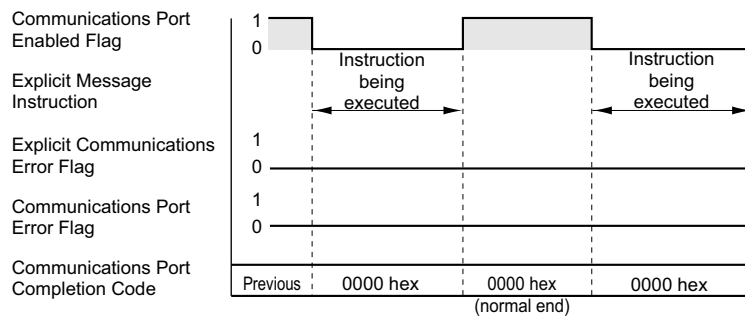 Communications Port
Enabled Flag
1
0
Explicit Message
Instruction
Instruction
being
executed
Instruction
being
executed
Explicit Communications
Error Flag
1
0
Communications Port
Error Flag
1
0
Communications Port
Completion Code
Previous
0000 hex
0000 hex
(normal end)
0000 hex